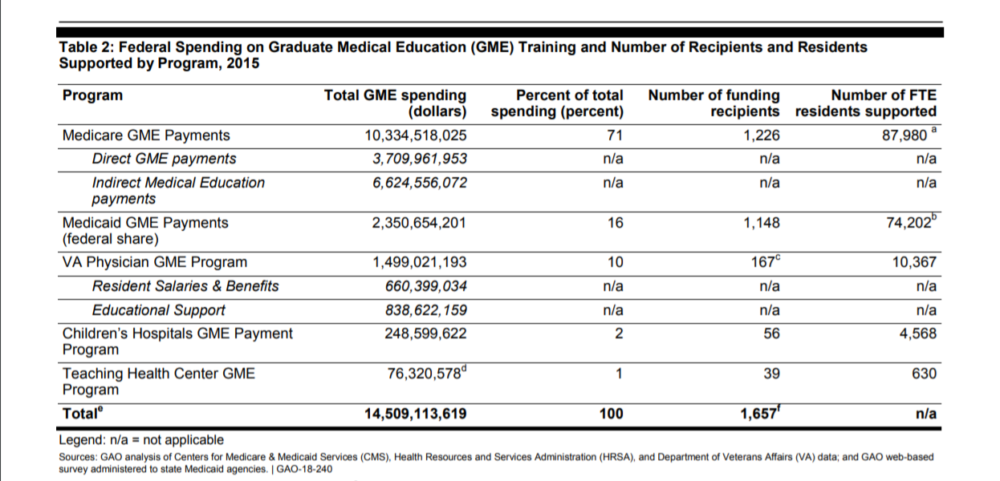 Table 2: Federal Spending on Graduate Medical Education (GME) Training and Number of Recipients and Residents
Supported by Program, 2015
Program Total GME spending (dollars) Percent of total spending (percent) Number of funding recipients Number of FTE residents supported
Medicare GME Payments 10,334,518,025 71 1,226 87,980 a
Direct GME payments 3,709,961,953 n/a n/a n/a
Indirect Medical Education 6,624,556,072 n/a n/a n/a
payments
Medicaid GME Payments 2,350,654,201 16 1,148 74,202b
(federal share)
VA Physician GME Program 1,499,021,193 10 167c 10,367
Resident Salaries & Benefits 660,399,034 n/a n/a n/a
Educational Support 838,622,159 n/a n/a n/a
Children's Hospitals GME Payment 248,599,622 2 56 4,568
Program
Teaching Health Center GME 76,320,578d 1 39 630
Program
Totale 14,509,113,619 100 1,657f n/a
Legend: n/a = not applicable
Sources: GAO analysis of Centers for Medicare & Medicaid Services (CMS), Health Resources and Services Administration (HRSA), and Department of Veterans Affairs (VA) data; and GAO web-based
survey administered to state Medicaid agencies. | GAO-18-240